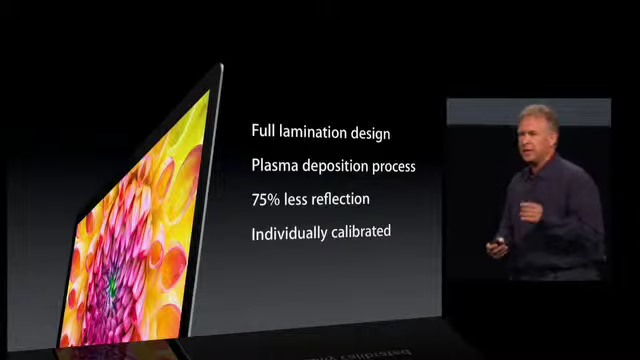 Full lamination design
Plasma deposition process
75% less reflection
Individually calibrated